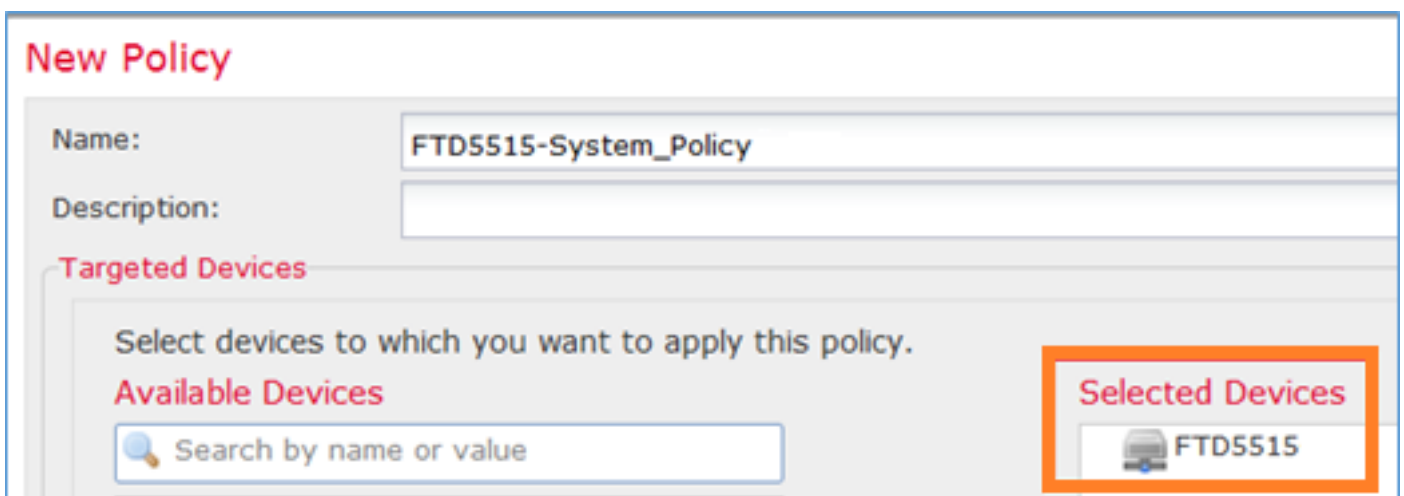 New Policy
Name:
FTD5515-System_Policy
Description:
Targeted Devices
Select devices to which you want to apply this policy.
Available Devices
Selected Devices
Search by name or value
FTD5515